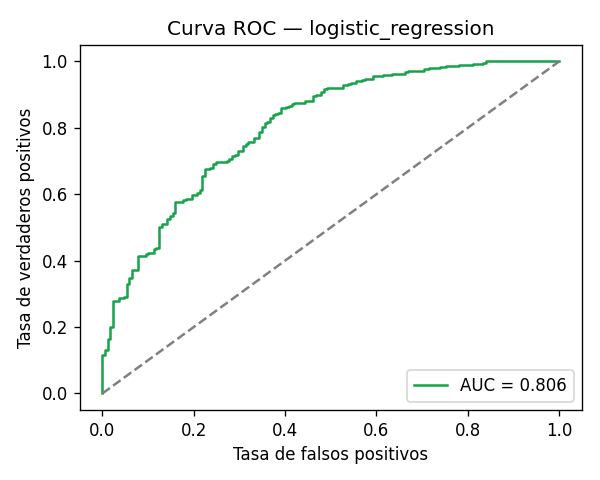 Curva ROC — logistic_regression
Tasa de verdaderos positivos
1.0
0.8
0.6
0.4
0.2
0.0
AUC = 0.806
0.0 0.2 0.4 0.6 0.8 1.0
Tasa de falsos positivos